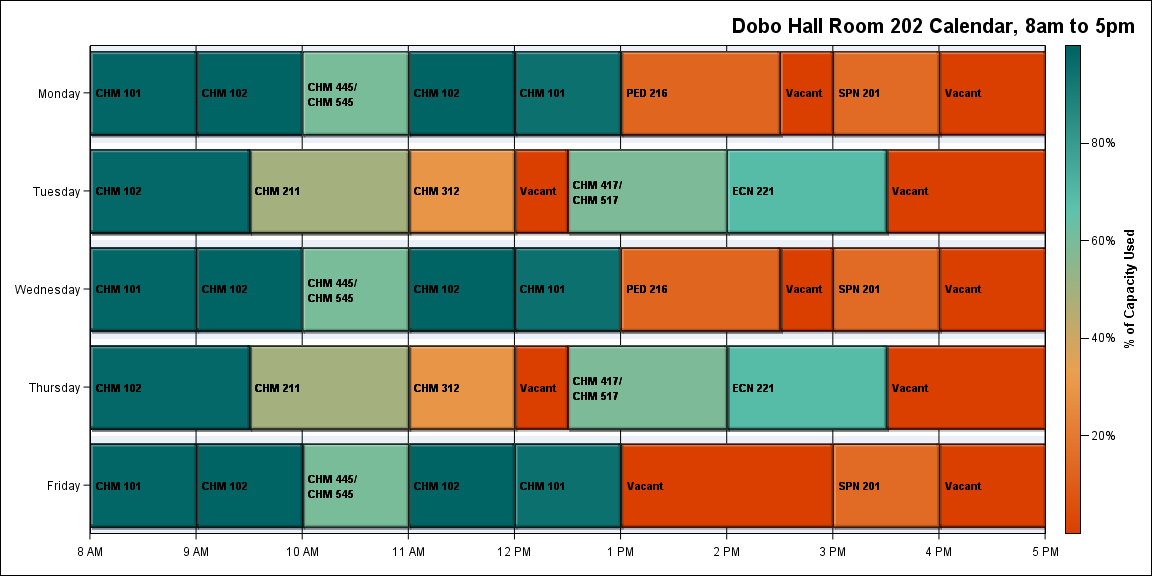 Dobo Hall Room 202 Calendar, 8am to 5pm
Monday
CHM 101
CHM 102
CHM 445/
CHM 545
CHM 102
CHM 101
PED 216
Vacant
SPN 201
Vacant
Tuesday
CHM 102
CHM 211
CHM 312
Vacant
CHM 417/
CHM 517
ECN 221
Vacant
Wednesday
CHM 101
CHM 102
CHM 445/
CHM 545
CHM 102
CHM 101
PED 216
Vacant
SPN 201
Vacant
Thursday
CHM 102
CHM 211
CHM 312
Vacant
CHM 417/
CHM 517
ECN 221
Vacant
Friday
CHM 101
CHM 102
CHM 445/
CHM 545
CHM 102
CHM 101
Vacant
SPN 201
Vacant
8 AM
9 AM
10 AM
11 AM
12 PM
1 PM
2 PM
3 PM
4 PM
5 PM
80%
60%
40%
20%
% of Capacity Used